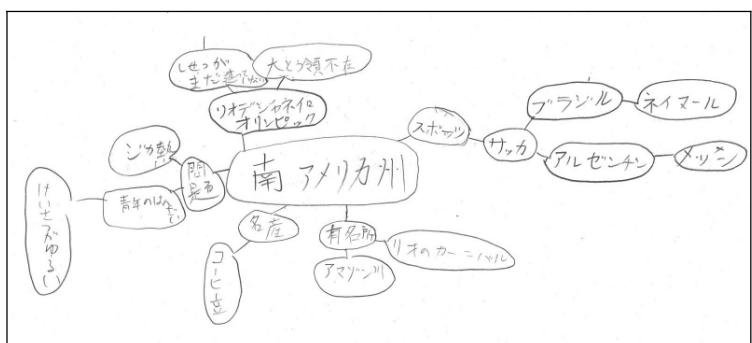 しせつが
まだ造ってない
大とう領不在
リオデジャネイロ
オリンピック
ブラジル
ネイマール
スポーツ
サッカ
アルゼンチン
メッシ
ジカ熱
問
題
南アメリカ州
青年のはんざい
けいさつがゆるい
名産
コーヒー豆
有名所
リオのカーニバル
アマゾン川